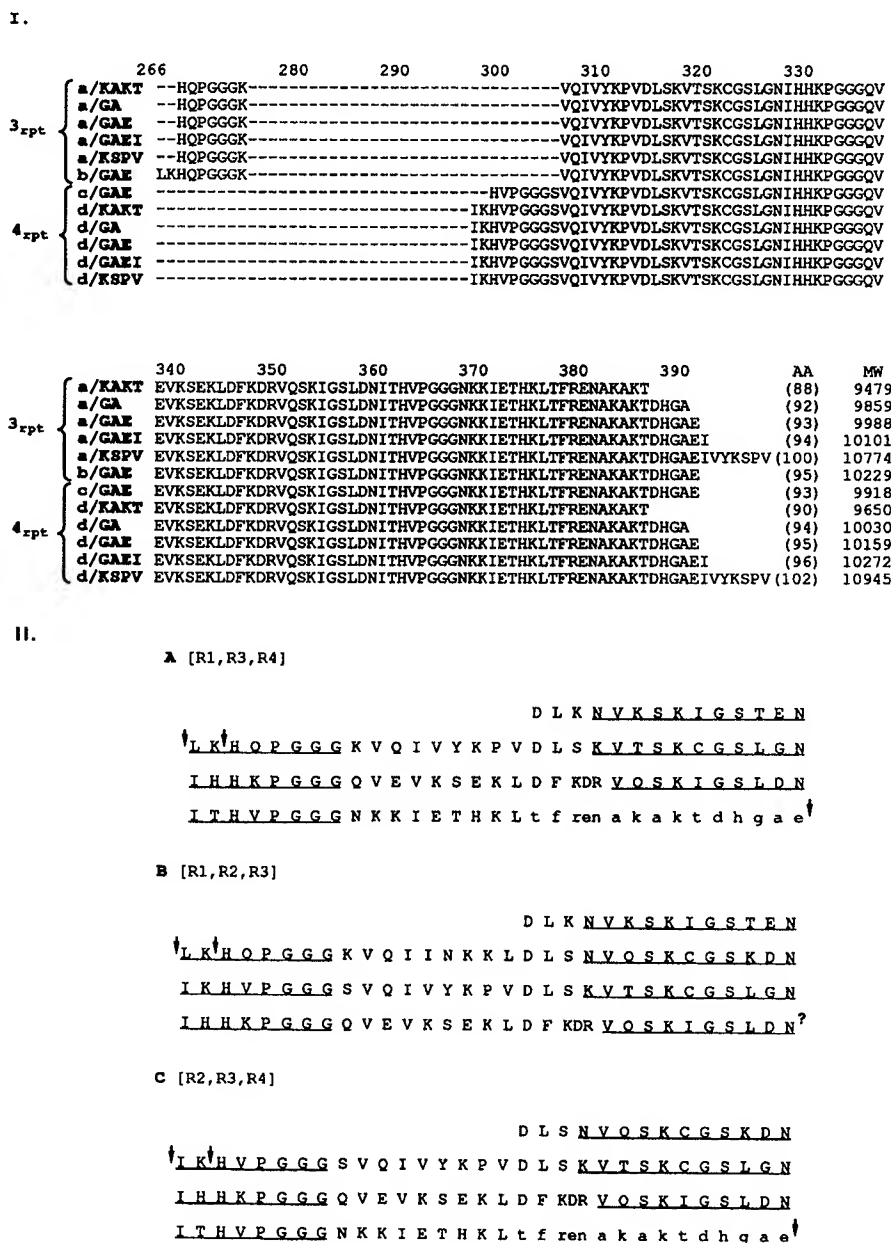 I.
266 280 290 300 310 320 330
3rpt
a/KAKT --HQPGGGK-------------------------------VQIVYKPVDLSKVTSKCGSLGNIHHKPGGGQV
a/GA --HQPGGGK-------------------------------VQIVYKPVDLSKVTSKCGSLGNIHHKPGGGQV
a/GAE --HQPGGGK-------------------------------VQIVYKPVDLSKVTSKCGSLGNIHHKPGGGQV
a/GAEI --HQPGGGK-------------------------------VQIVYKPVDLSKVTSKCGSLGNIHHKPGGGQV
a/KSPV --HQPGGGK-------------------------------VQIVYKPVDLSKVTSKCGSLGNIHHKPGGGQV
b/GAE LKHQPGGGK-------------------------------VQIVYKPVDLSKVTSKCGSLGNIHHKPGGGQV
4rpt
c/GAE ---------------------------------HVPGGGSVQIVYKPVDLSKVTSKCGSLGNIHHKPGGGQV
d/KAKT -------------------------------IKHVPGGGSVQIVYKPVDLSKVTSKCGSLGNIHHKPGGGQV
d/GA -------------------------------IKHVPGGGSVQIVYKPVDLSKVTSKCGSLGNIHHKPGGGQV
d/GAE -------------------------------IKHVPGGGSVQIVYKPVDLSKVTSKCGSLGNIHHKPGGGQV
d/GAEI -------------------------------IKHVPGGGSVQIVYKPVDLSKVTSKCGSLGNIHHKPGGGQV
d/KSPV -------------------------------IKHVPGGGSVQIVYKPVDLSKVTSKCGSLGNIHHKPGGGQV
340 350 360 370 380 390 AA MW
3rpt
a/KAKT EVKSEKLDFKDRVQSKIGSLDNITHVPGGGNKKIETHKLTFRENAKAKT (88) 9479
a/GA EVKSEKLDFKDRVQSKIGSLDNITHVPGGGNKKIETHKLTFRENAKAKTDHGA (92) 9859
a/GAE EVKSEKLDFKDRVQSKIGSLDNITHVPGGGNKKIETHKLTFRENAKAKTDHGAE (93) 9988
a/GAEI EVKSEKLDFKDRVQSKIGSLDNITHVPGGGNKKIETHKLTFRENAKAKTDHGAEI (94) 10101
a/KSPV EVKSEKLDFKDRVQSKIGSLDNITHVPGGGNKKIETHKLTFRENAKAKTDHGAEIVYKSPV (100) 10774
b/GAE EVKSEKLDFKDRVQSKIGSLDNITHVPGGGNKKIETHKLTFRENAKAKTDHGAE (95) 10229
4rpt
c/GAE EVKSEKLDFKDRVQSKIGSLDNITHVPGGGNKKIETHKLTFRENAKAKTDHGAE (93) 9918
d/KAKT EVKSEKLDFKDRVQSKIGSLDNITHVPGGGNKKIETHKLTFRENAKAKT (90) 9650
d/GA EVKSEKLDFKDRVQSKIGSLDNITHVPGGGNKKIETHKLTFRENAKAKTDHGA (94) 10030
d/GAE EVKSEKLDFKDRVQSKIGSLDNITHVPGGGNKKIETHKLTFRENAKAKTDHGAE (95) 10159
d/GAEI EVKSEKLDFKDRVQSKIGSLDNITHVPGGGNKKIETHKLTFRENAKAKTDHGAEI (96) 10272
d/KSPV EVKSEKLDFKDRVQSKIGSLDNITHVPGGGNKKIETHKLTFRENAKAKTDHGAEIVYKSPV (102) 10945
II.
A [R1,R3,R4]
D L K N V K S K I G S T E N
L K H Q P G G G K V Q I V Y K P V D L S K V T S K C G S L G N
I H H K P G G G Q V E V K S E K L D F KDR V Q S K I G S L D N
I T H V P G G G N K K I E T H K L t f ren a k a k t d h g a e
B [R1,R2,R3]
D L K N V K S K I G S T E N
L K H Q P G G G K V Q I I N K K L D L S N V Q S K C G S K D N
I K H V P G G G S V Q I V Y K P V D L S K V T S K C G S L G N
I H H K P G G G Q V E V K S E K L D F KDR V Q S K I G S L D N ?
C [R2,R3,R4]
D L S N V Q S K C G S K D N
I K H V P G G G S V Q I V Y K P V D L S K V T S K C G S L G N
I H H K P G G G Q V E V K S E K L D F KDR V Q S K I G S L D N
I T H V P G G G N K K I E T H K L t f ren a k a k t d h g a e